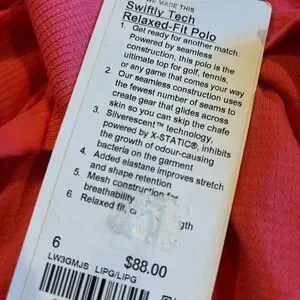 WE MADE THIS
Swiftly Tech
Relaxed-Fit Polo
1. Get ready for another match.
Powered by seamless
construction, this polo is the
ultimate top for golf, tennis,
or any game that comes your way
2. Our seamless construction uses
the fewest number of seams to
create gear that glides across
skin so you can skip the chafe
3. Silverescent™ technology,
powered by X-STATIC®, inhibits
the growth of odour-causing
bacteria on the garment
4. Added elastane improves stretch
and shape retention
5. Mesh construction for
breathability
6. Relaxed fit, length
6
$88.00
LW3GMJS LIPG/LIPG